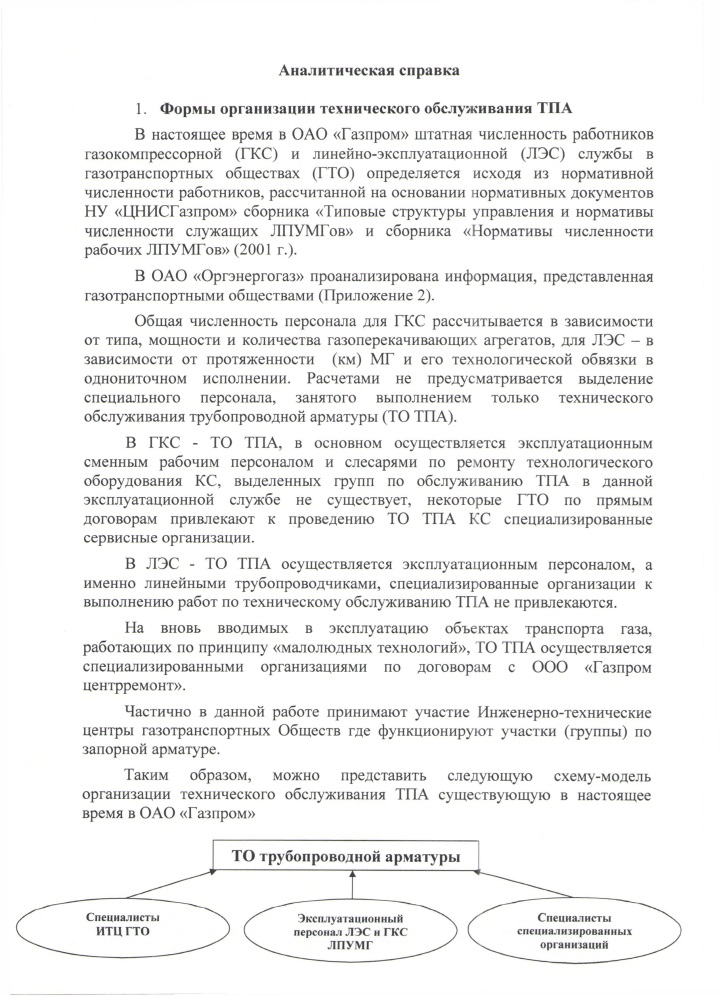 Аналитическая справка
1. Формы организации технического обслуживания ТПА
В настоящее время в ОАО «Газпром» штатная численность работников
газокомпрессорной (ГКС) и линейно-эксплуатационной (ЛЭС) службы в
газотранспортных обществах (ГТО) определяется исходя из нормативной
численности работников, рассчитанной на основании нормативных документов
НУ «ЦНИСГазпром» сборника «Типовые структуры управления и нормативы
численности служащих ЛПУМГов» и сборника «Нормативы численности
рабочих ЛПУМГов» (2001 г.).
В ОАО «Оргэнергогаз» проанализирована информация, представленная
газотранспортными обществами (Приложение 2).
Общая численность персонала для ГКС рассчитывается в зависимости
от типа, мощности и количества газоперекачивающих агрегатов, для ЛЭС – в
зависимости от протяженности (км) МГ и его технологической обвязки в
однониточном исполнении. Расчетами не предусматривается выделение
специального персонала, занятого выполнением только технического
обслуживания трубопроводной арматуры (ТО ТПА).
В ГКС - ТО ТПА, в основном осуществляется эксплуатационным
сменным рабочим персоналом и слесарями по ремонту технологического
оборудования КС, выделенных групп по обслуживанию ТПА в данной
эксплуатационной службе не существует, некоторые ГТО по прямым
договорам привлекают к проведению ТО ТПА КС специализированные
сервисные организации.
В ЛЭС - ТО ТПА осуществляется эксплуатационным персоналом, а
именно линейными трубопроводчиками, специализированные организации к
выполнению работ по техническому обслуживанию ТПА не привлекаются.
На вновь вводимых в эксплуатацию объектах транспорта газа,
работающих по принципу «малолюдных технологий», ТО ТПА осуществляется
специализированными организациями по договорам с ООО «Газпром
центрремонт».
Частично в данной работе принимают участие Инженерно-технические
центры газотранспортных Обществ где функционируют участки (группы) по
запорной арматуре.
Таким образом, можно представить следующую схему-модель
организации технического обслуживания ТПА существующую в настоящее
время в ОАО «Газпром»
ТО трубопроводной арматуры
Специалисты
ИТЦ ГТО
Эксплуатационный
персонал ЛЭС и ГКС
ЛПУМГ
Специалисты
специализированных
организаций